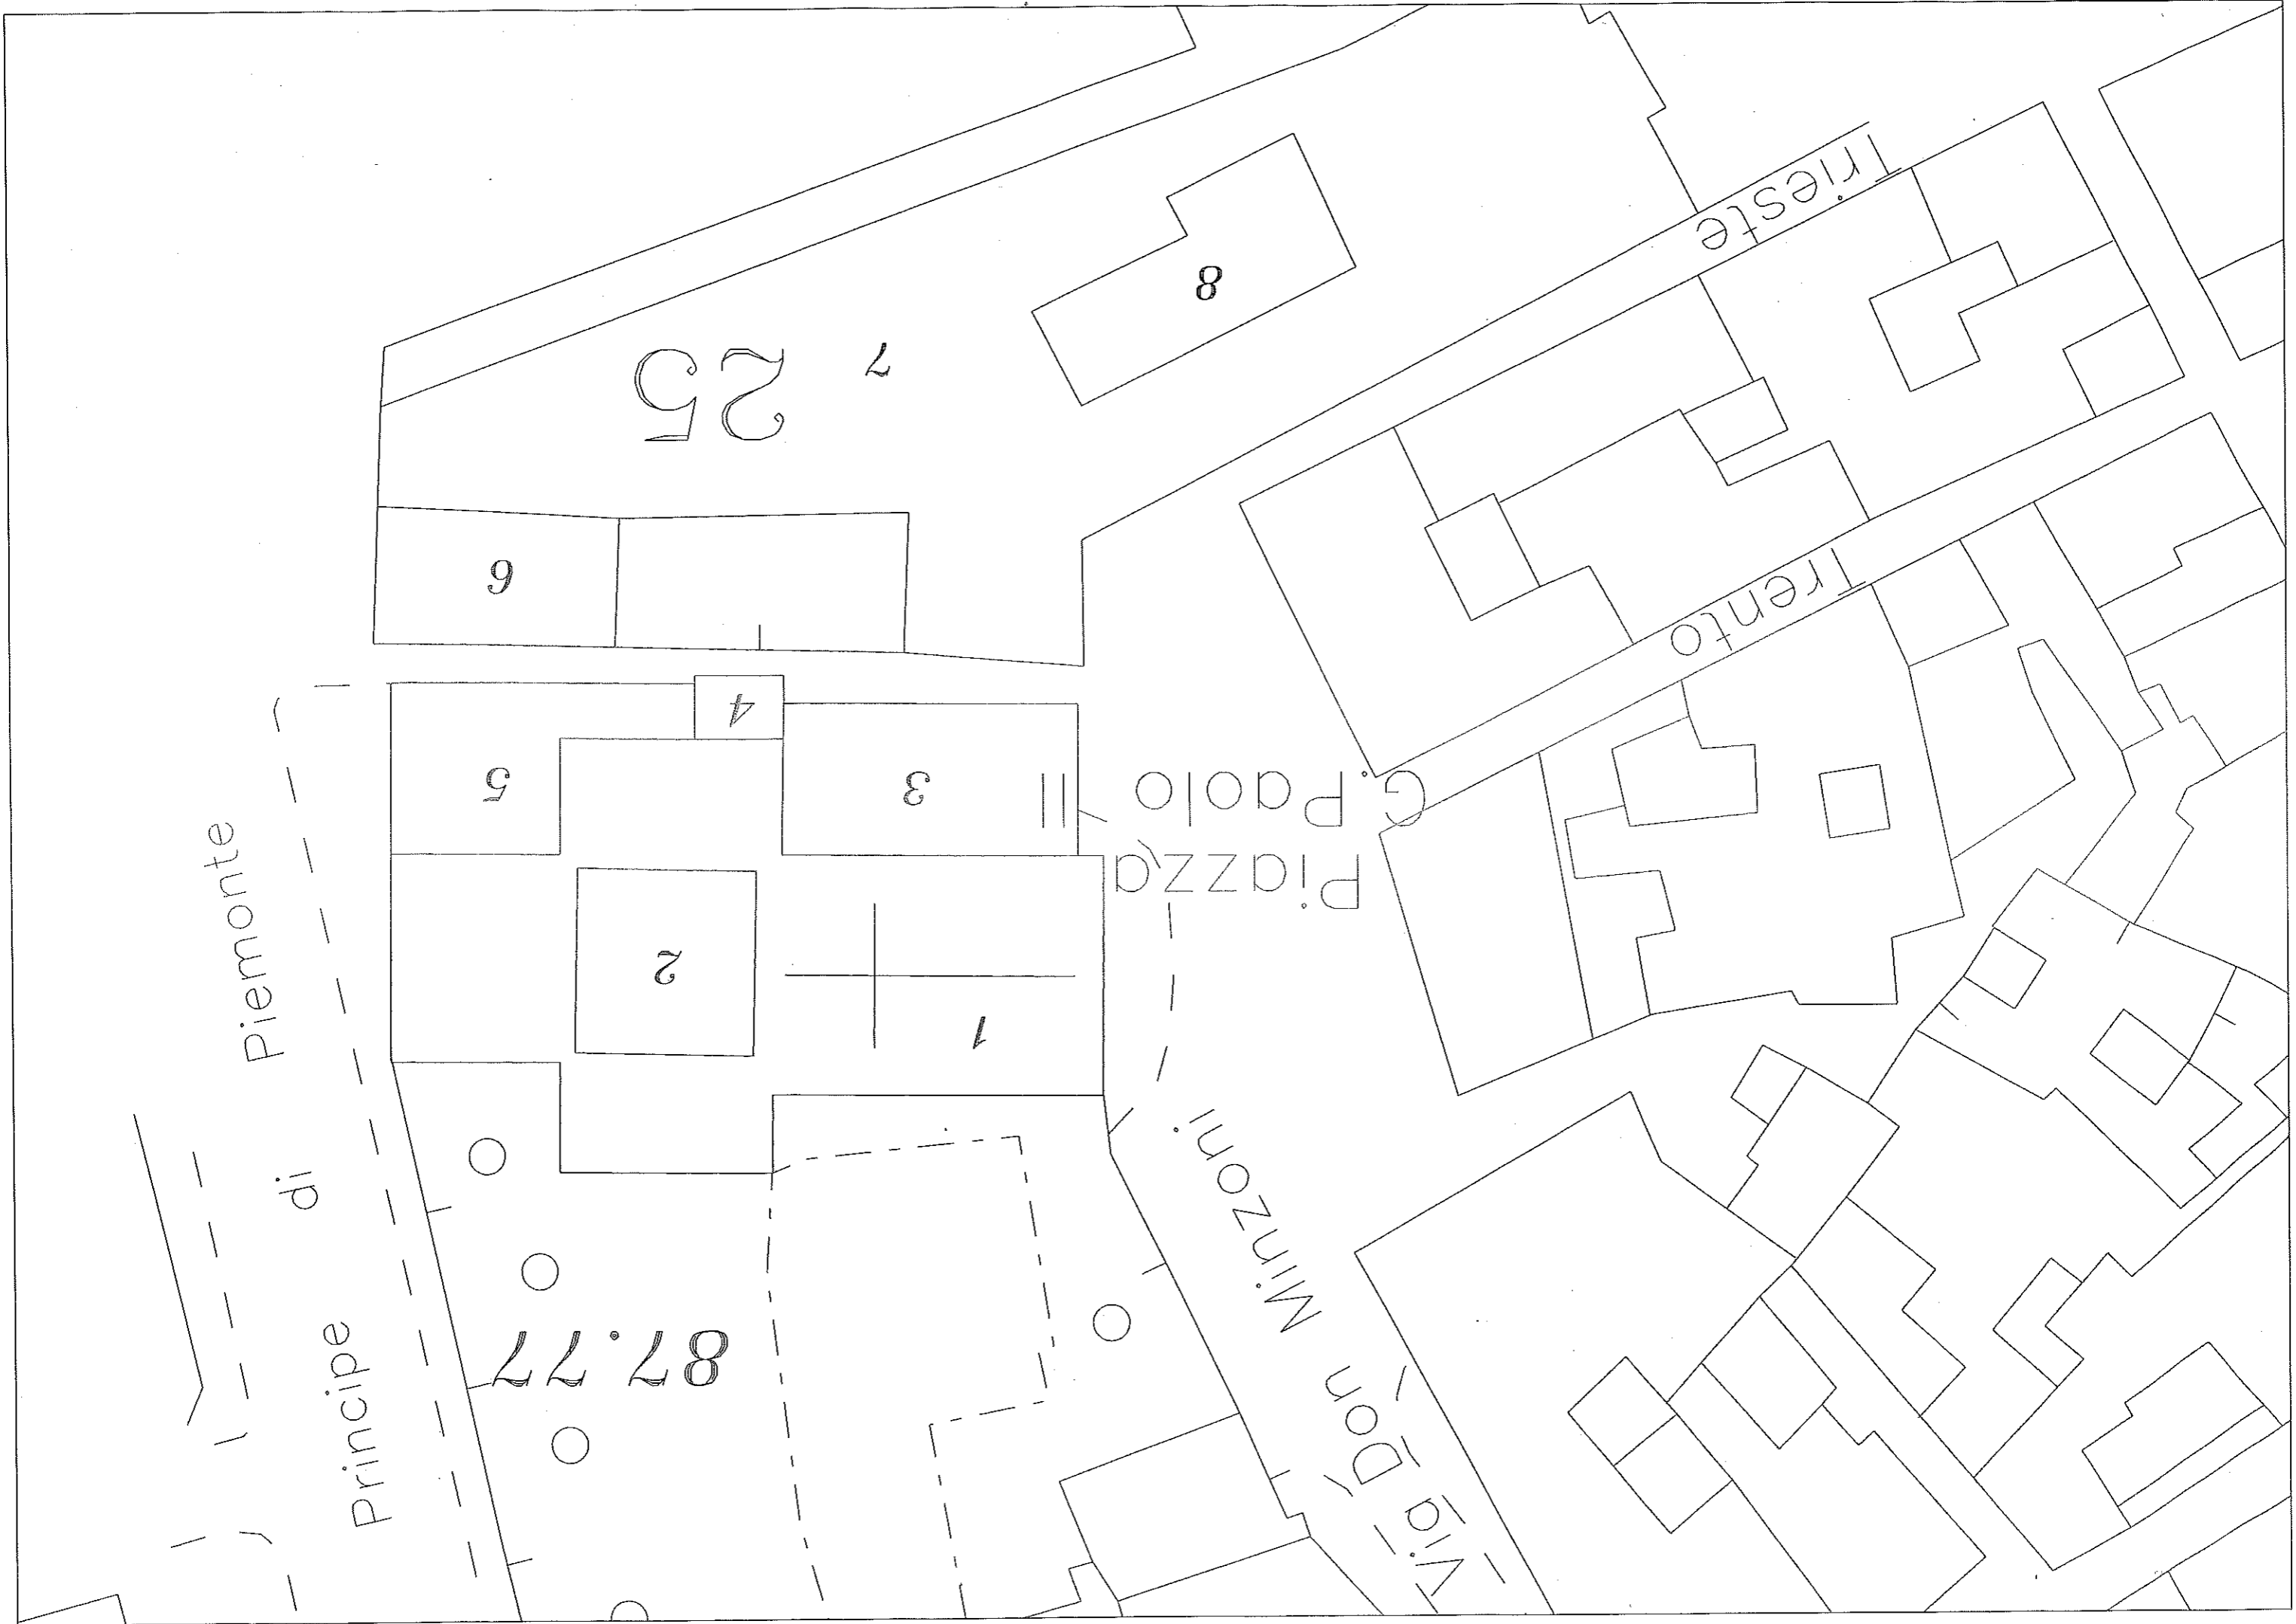 Via Don Minzoni
87.77
Principe di Piemonte
1
2
Piazza
G. Paolo II
3
4
5
6
Trento
7
8
25
Trieste